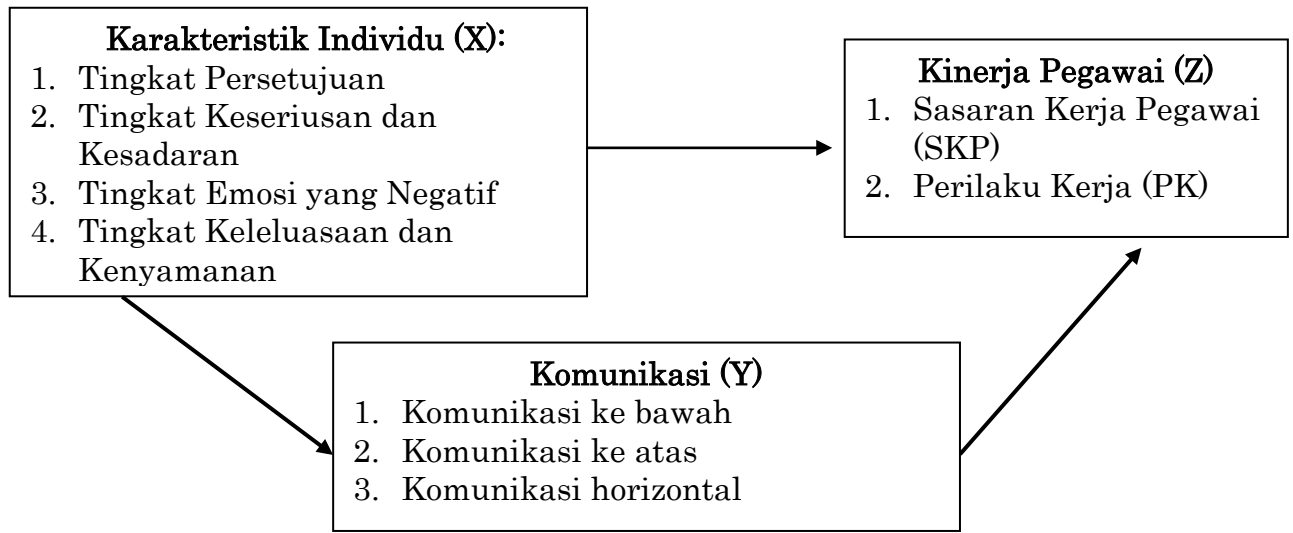 Karakteristik Individu (X):
1. Tingkat Persetujuan
2. Tingkat Keseriusan dan
Kesadaran
3. Tingkat Emosi yang Negatif
4. Tingkat Keleluasaan dan
Kenyamanan
Kinerja Pegawai (Z)
1. Sasaran Kerja Pegawai
(SKP)
2. Perilaku Kerja (PK)
Komunikasi (Y)
1. Komunikasi ke bawah
2. Komunikasi ke atas
3. Komunikasi horizontal